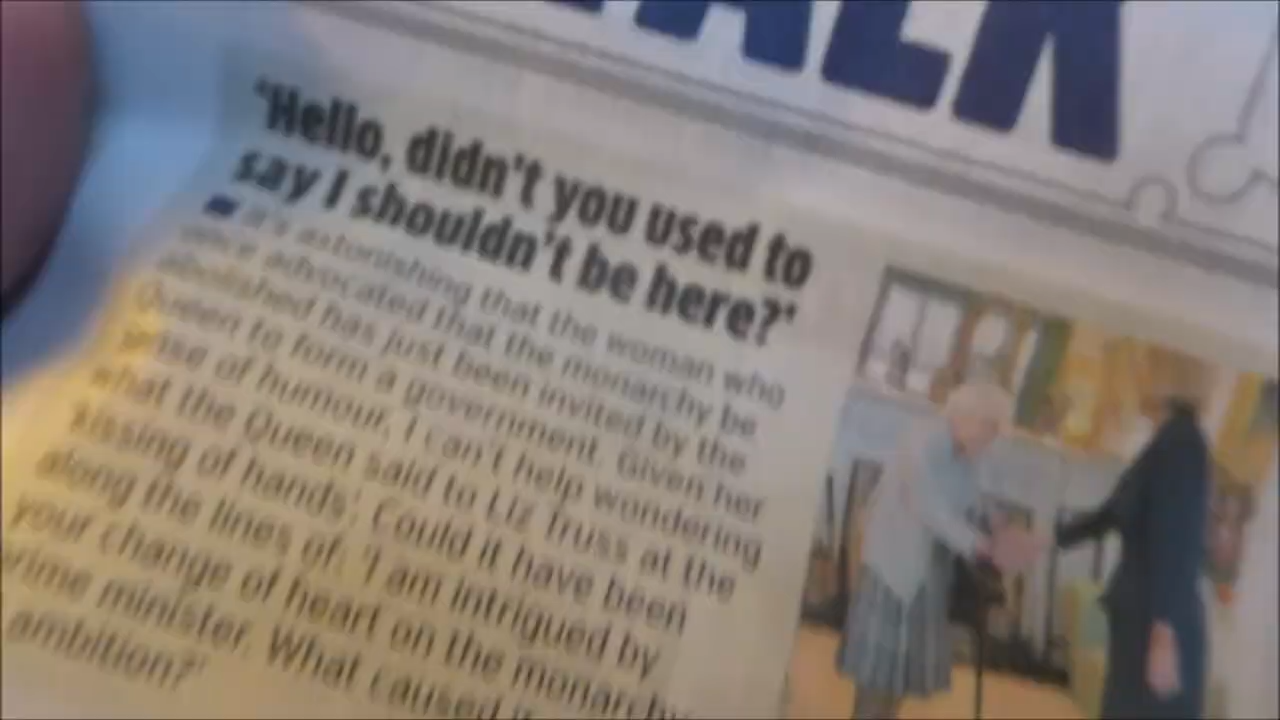 ALK
'Hello, didn't you used to
say I shouldn't be here?'
It's astonishing that the woman who
once advocated that the monarchy be
abolished has just been invited by the
Queen to form a government. Given her
sense of humour, I can't help wondering
what the Queen said to Liz Truss at the
'kissing of hands'. Could it have been
along the lines of: 'I am intrigued by
your change of heart on the monarchy
prime minister. What caused it
ambition?'